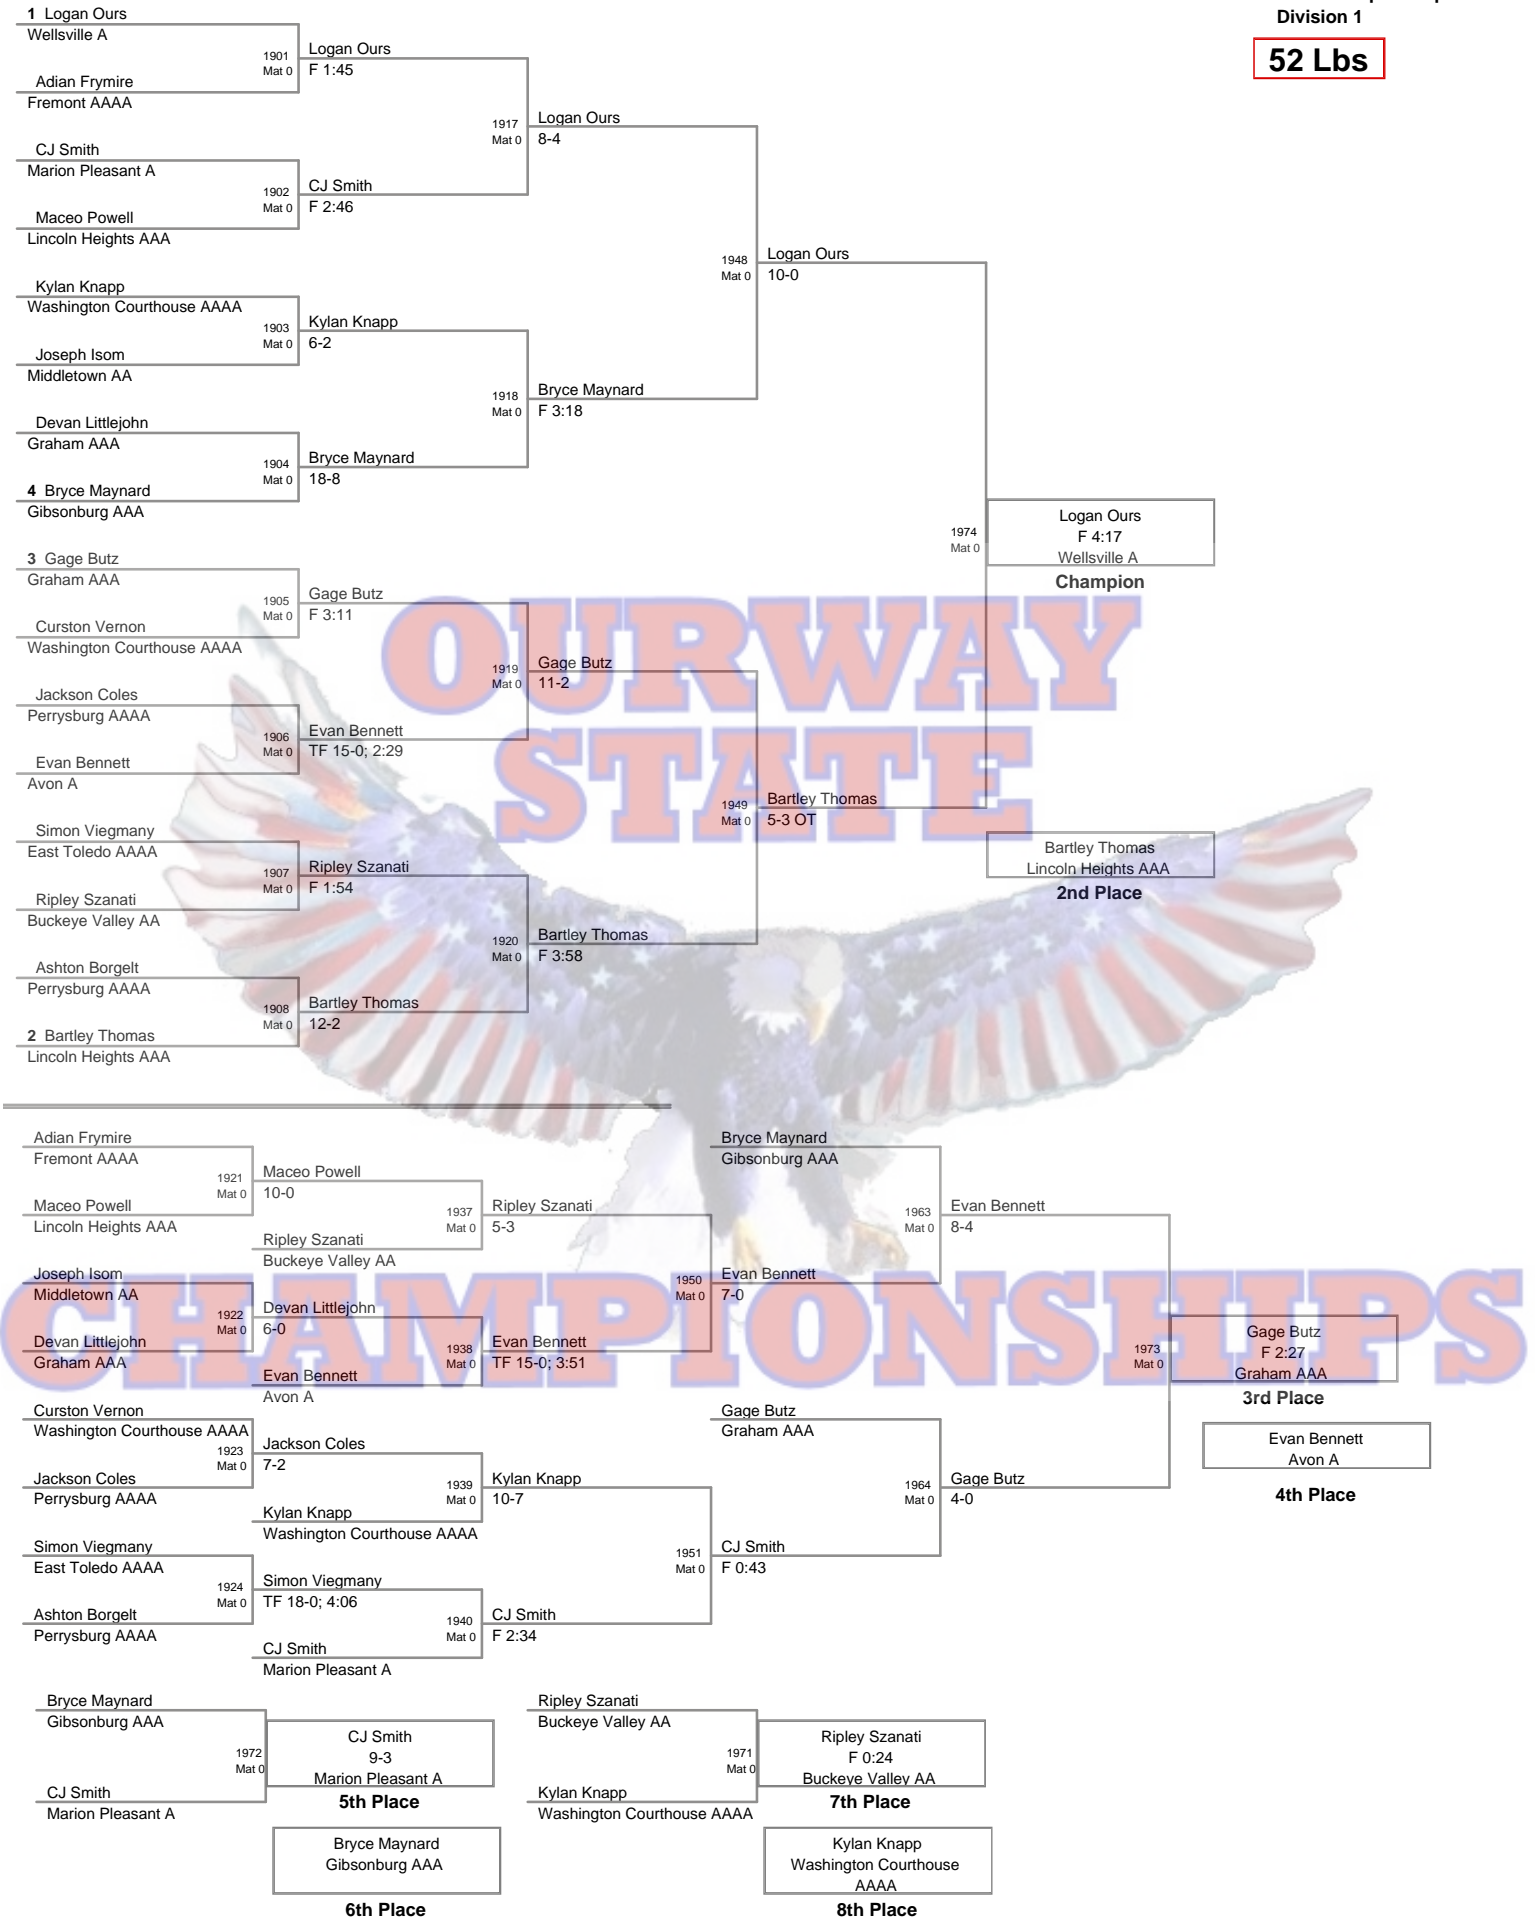 Division 1
52 Lbs
1 Logan Ours
Wellsville A
1901
Mat 0
Logan Ours
F 1:45
Adian Frymire
Fremont AAAA
1917
Mat 0
Logan Ours
8-4
CJ Smith
Marion Pleasant A
1902
Mat 0
CJ Smith
F 2:46
Maceo Powell
Lincoln Heights AAA
1948
Mat 0
Logan Ours
10-0
Kylan Knapp
Washington Courthouse AAAA
1903
Mat 0
Kylan Knapp
6-2
Joseph Isom
Middletown AA
1918
Mat 0
Bryce Maynard
F 3:18
Devan Littlejohn
Graham AAA
1904
Mat 0
Bryce Maynard
18-8
4 Bryce Maynard
Gibsonburg AAA
1974
Mat 0
Logan Ours
F 4:17
Wellsville A
Champion
3 Gage Butz
Graham AAA
1905
Mat 0
Gage Butz
F 3:11
Curston Vernon
Washington Courthouse AAAA
OURWAY
1919
Mat 0
Gage Butz
11-2
Jackson Coles
Perrysburg AAAA
1906
Mat 0
Evan Bennett
TF 15-0; 2:29
Evan Bennett
Avon A
STATE
1949
Mat 0
Bartley Thomas
5-3 OT
Simon Viegmany
East Toledo AAAA
1907
Mat 0
Ripley Szanati
F 1:54
Ripley Szanati
Buckeye Valley AA
Bartley Thomas
Lincoln Heights AAA
2nd Place
1920
Mat 0
Bartley Thomas
F 3:58
Ashton Borgelt
Perrysburg AAAA
1908
Mat 0
Bartley Thomas
12-2
2 Bartley Thomas
Lincoln Heights AAA
Adian Frymire
Fremont AAAA
1921
Mat 0
Maceo Powell
10-0
Maceo Powell
Lincoln Heights AAA
1937
Mat 0
Ripley Szanati
5-3
Ripley Szanati
Buckeye Valley AA
Bryce Maynard
Gibsonburg AAA
1963
Mat 0
Evan Bennett
8-4
1950
Mat 0
Evan Bennett
7-0
CHAMPIONSHIPS
Joseph Isom
Middletown AA
1922
Mat 0
Devan Littlejohn
6-0
Devan Littlejohn
Graham AAA
1938
Mat 0
Evan Bennett
TF 15-0; 3:51
Evan Bennett
Avon A
1973
Mat 0
Gage Butz
F 2:27
Graham AAA
3rd Place
Evan Bennett
Avon A
4th Place
Curston Vernon
Washington Courthouse AAAA
1923
Mat 0
Jackson Coles
7-2
Jackson Coles
Perrysburg AAAA
1939
Mat 0
Kylan Knapp
10-7
Kylan Knapp
Washington Courthouse AAAA
Gage Butz
Graham AAA
1964
Mat 0
Gage Butz
4-0
1951
Mat 0
CJ Smith
F 0:43
Simon Viegmany
East Toledo AAAA
1924
Mat 0
Simon Viegmany
TF 18-0; 4:06
Ashton Borgelt
Perrysburg AAAA
1940
Mat 0
CJ Smith
F 2:34
CJ Smith
Marion Pleasant A
Bryce Maynard
Gibsonburg AAA
1972
Mat 0
CJ Smith
9-3
Marion Pleasant A
5th Place
CJ Smith
Marion Pleasant A
Bryce Maynard
Gibsonburg AAA
6th Place
Ripley Szanati
Buckeye Valley AA
1971
Mat 0
Ripley Szanati
F 0:24
Buckeye Valley AA
7th Place
Kylan Knapp
Washington Courthouse AAAA
Kylan Knapp
Washington Courthouse
AAAA
8th Place